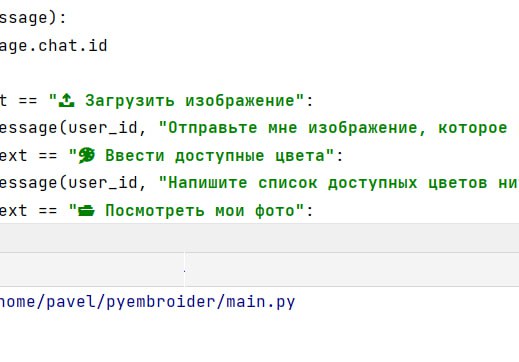 ssage):
age.chat.id
t == "📤 Загрузить изображение":
essage(user_id, "Отправьте мне изображение, которое
ext == "🎨 Ввести доступные цвета":
essage(user_id, "Напишите список доступных цветов ни
ext == "📂 Посмотреть мои фото":
home/pavel/pyembroider/main.py